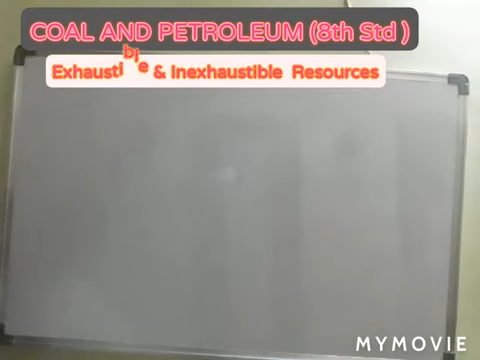 COAL AND PETROLEUM (8th Std )
Exhaustible & Inexhaustible Resources
MYMOVIE